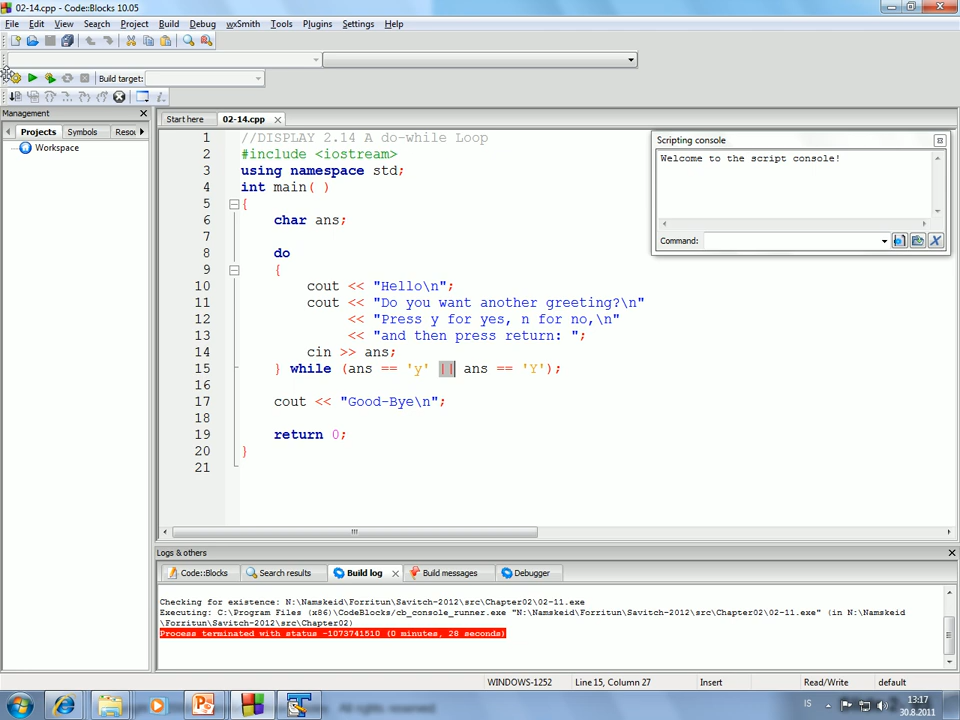 02-14.cpp - Code::Blocks 10.05
File Edit View Search Project Build Debug wxSmith Tools Plugins Settings Help
Build target:
Management
Projects Symbols Resou
Workspace
Start here 02-14.cpp
1 //DISPLAY 2.14 A do-while Loop
2 #include <iostream>
3 using namespace std;
4 int main( )
5 {
6 char ans;
7
8 do
9 {
10 cout << "Hello\n";
11 cout << "Do you want another greeting?\n"
12 << "Press y for yes, n for no,\n"
13 << "and then press return: ";
14 cin >> ans;
15 } while (ans == 'y' || ans == 'Y');
16
17 cout << "Good-Bye\n";
18
19 return 0;
20 }
21
Scripting console
Welcome to the script console!
Command:
Logs & others
Code::Blocks Search results Build log Build messages Debugger
Checking for existence: N:\Namskeid\Forritun\Savitch-2012\src\Chapter02\02-11.exe
Executing: C:\Program Files (x86)\CodeBlocks/cb_console_runner.exe "N:\Namskeid\Forritun\Savitch-2012\src\Chapter02\02-11.exe" (in N:\Namskeid
\Forritun\Savitch-2012\src\Chapter02)
Process terminated with status -1073741510 (0 minutes, 28 seconds)
WINDOWS-1252 Line 15, Column 27 Insert Read/Write default
IS 13:17
30.8.2011
All rights reserved